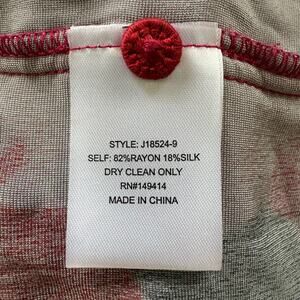 STYLE: J18524-9
SELF: 82%RAYON 18%SILK
DRY CLEAN ONLY
RN#149414
MADE IN CHINA